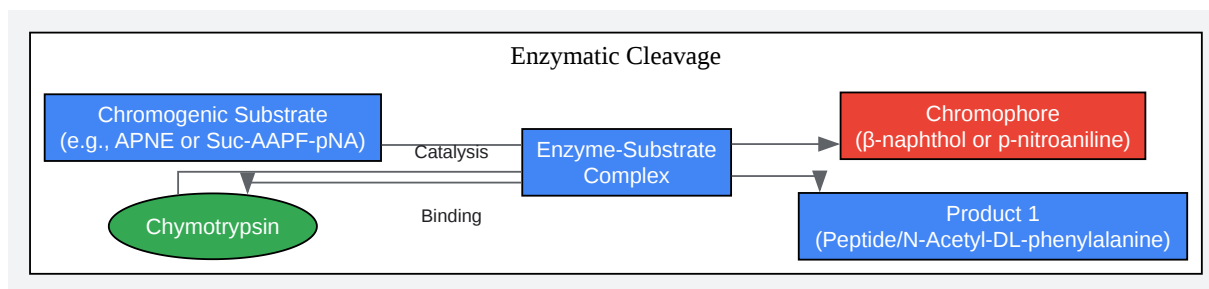 Enzymatic Cleavage
Chromogenic Substrate
(e.g., APNE or Suc-AAPF-pNA)
Catalysis
Enzyme-Substrate
Complex
Chromophore
(β-naphthol or p-nitroaniline)
Chymotrypsin
Binding
Product 1
(Peptide/N-Acetyl-DL-phenylalanine)